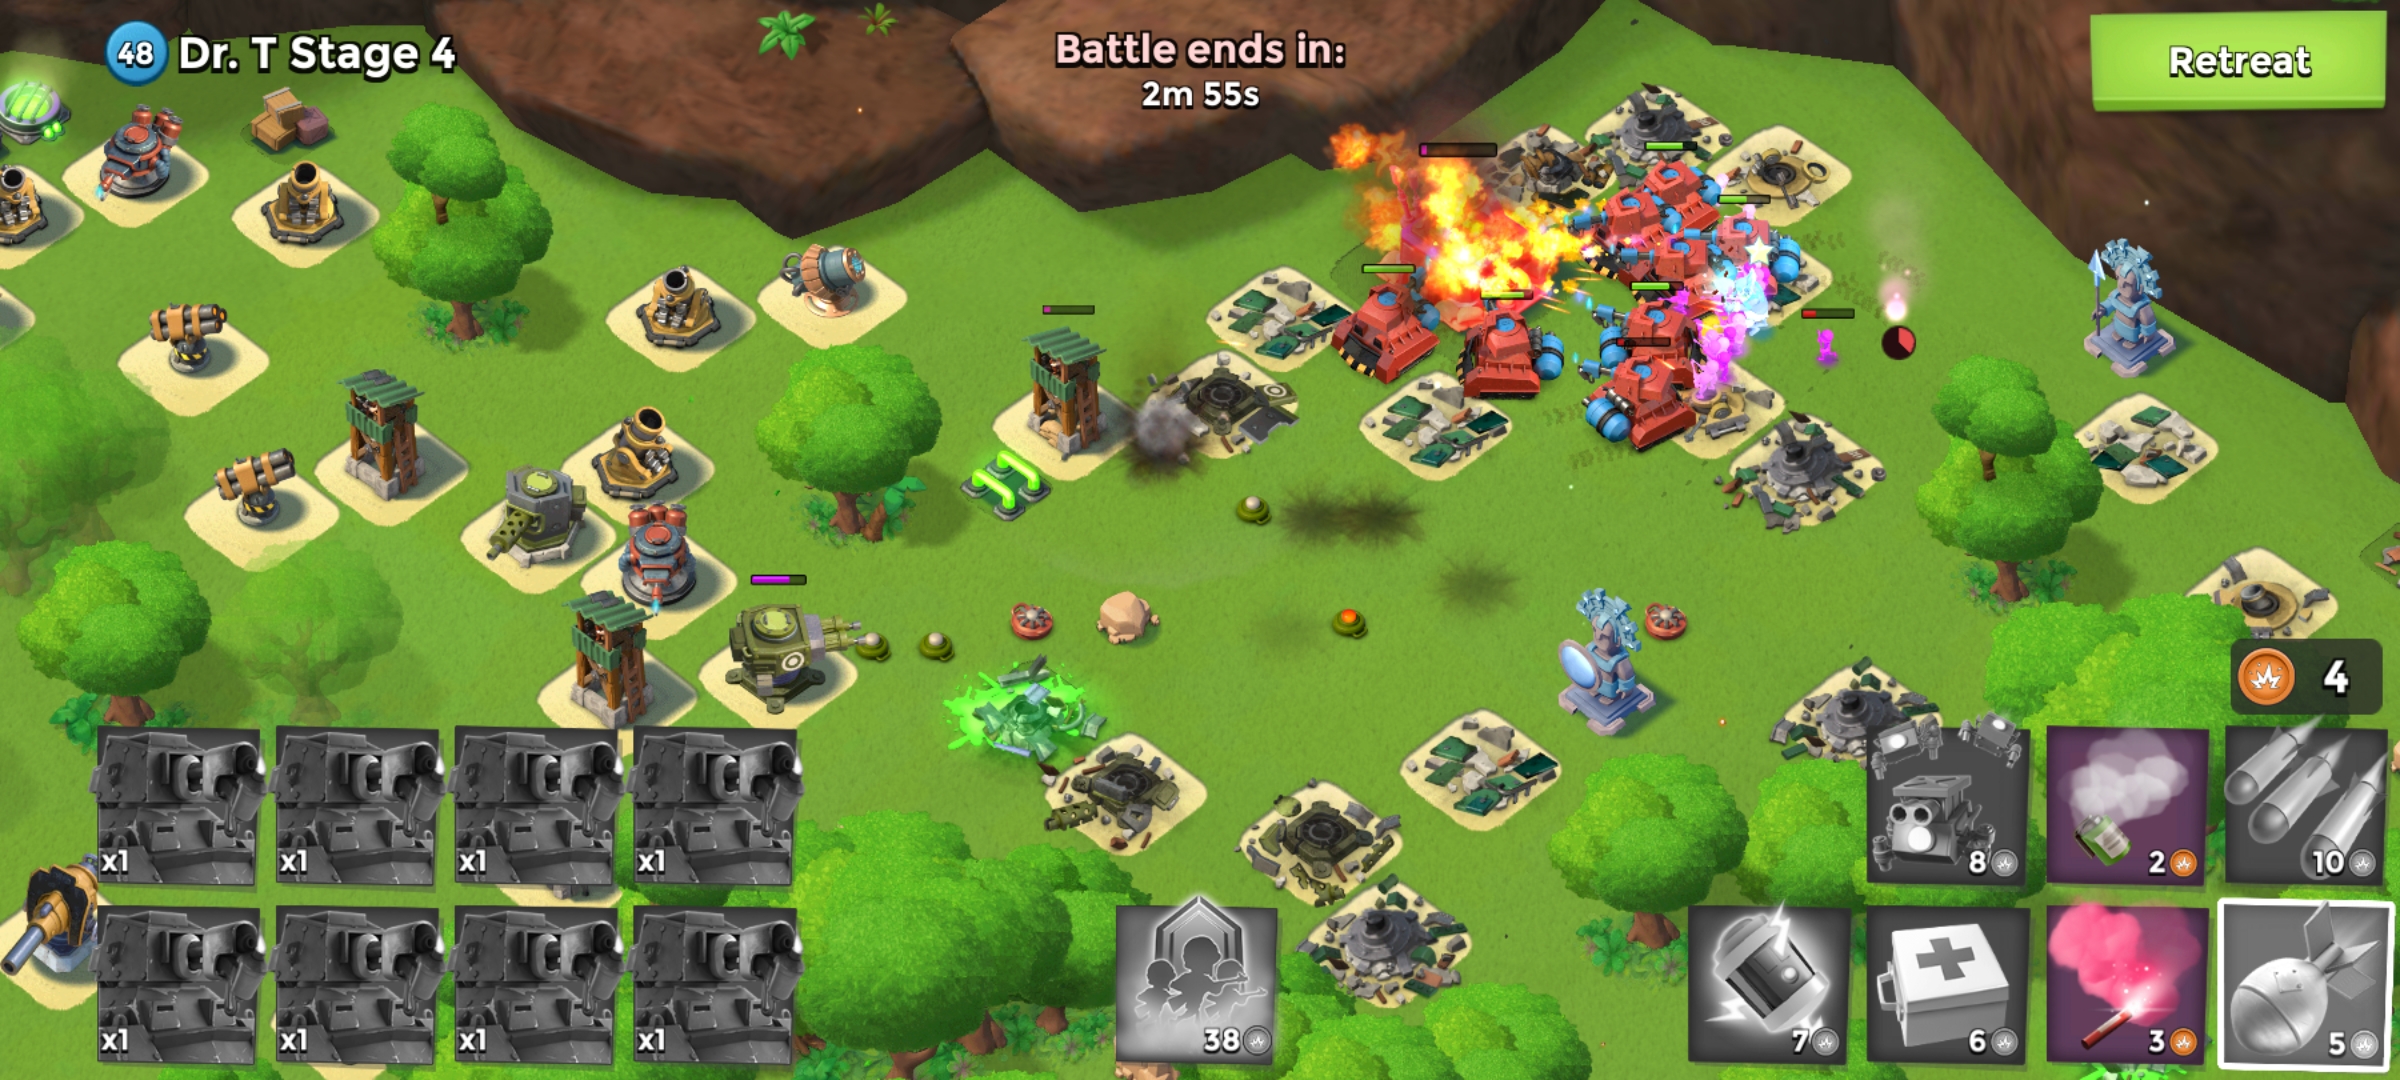 48 Dr. T Stage 4
Battle ends in:
2m 55s
Retreat
4
x1 x1 x1 x1
8 2 10
x1 x1 x1 x1
38 7 6 3 5